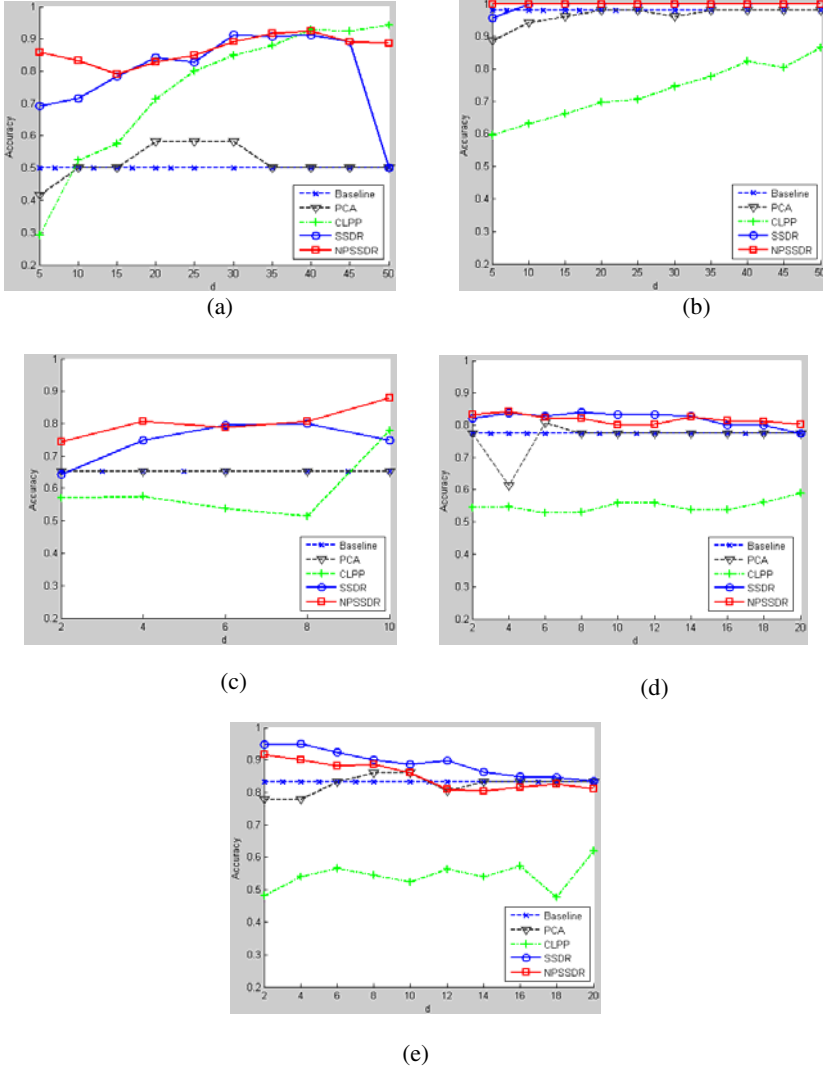 1
0.9
0.8
0.7
0.6
0.5
0.4
0.3
0.2
Accuracy
5 10 15 20 25 30 35 40 45 50
d
Baseline
PCA
CLPP
SSDR
NPSSDR
(a)
1
0.9
0.8
0.7
0.6
0.5
0.4
0.3
0.2
Accuracy
5 10 15 20 25 30 35 40 45 50
d
Baseline
PCA
CLPP
SSDR
NPSSDR
(b)
1
0.9
0.8
0.7
0.6
0.5
0.4
0.3
0.2
Accuracy
2 4 6 8 10
d
Baseline
PCA
CLPP
SSDR
NPSSDR
(c)
1
0.9
0.8
0.7
0.6
0.5
0.4
0.3
0.2
Accuracy
2 4 6 8 10 12 14 16 18 20
d
Baseline
PCA
CLPP
SSDR
NPSSDR
(d)
1
0.9
0.8
0.7
0.6
0.5
0.4
0.3
0.2
Accuracy
2 4 6 8 10 12 14 16 18 20
d
Baseline
PCA
CLPP
SSDR
NPSSDR
(e)